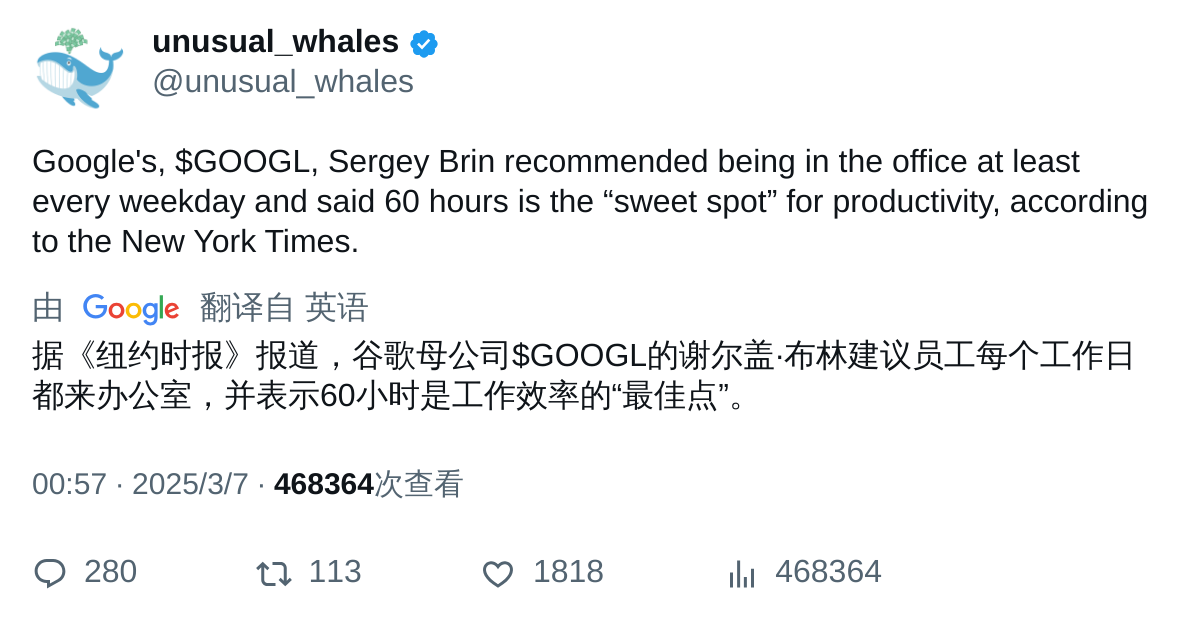 unusual_whales
@unusual_whales
Google's, $GOOGL, Sergey Brin recommended being in the office at least
every weekday and said 60 hours is the “sweet spot” for productivity, according
to the New York Times.
由 Google 翻译自 英语
据《纽约时报》报道，谷歌母公司$GOOGL的谢尔盖·布林建议员工每个工作日
都来办公室，并表示60小时是工作效率的“最佳点”。
00:57 · 2025/3/7 · 468364次查看
280 113 1818 468364